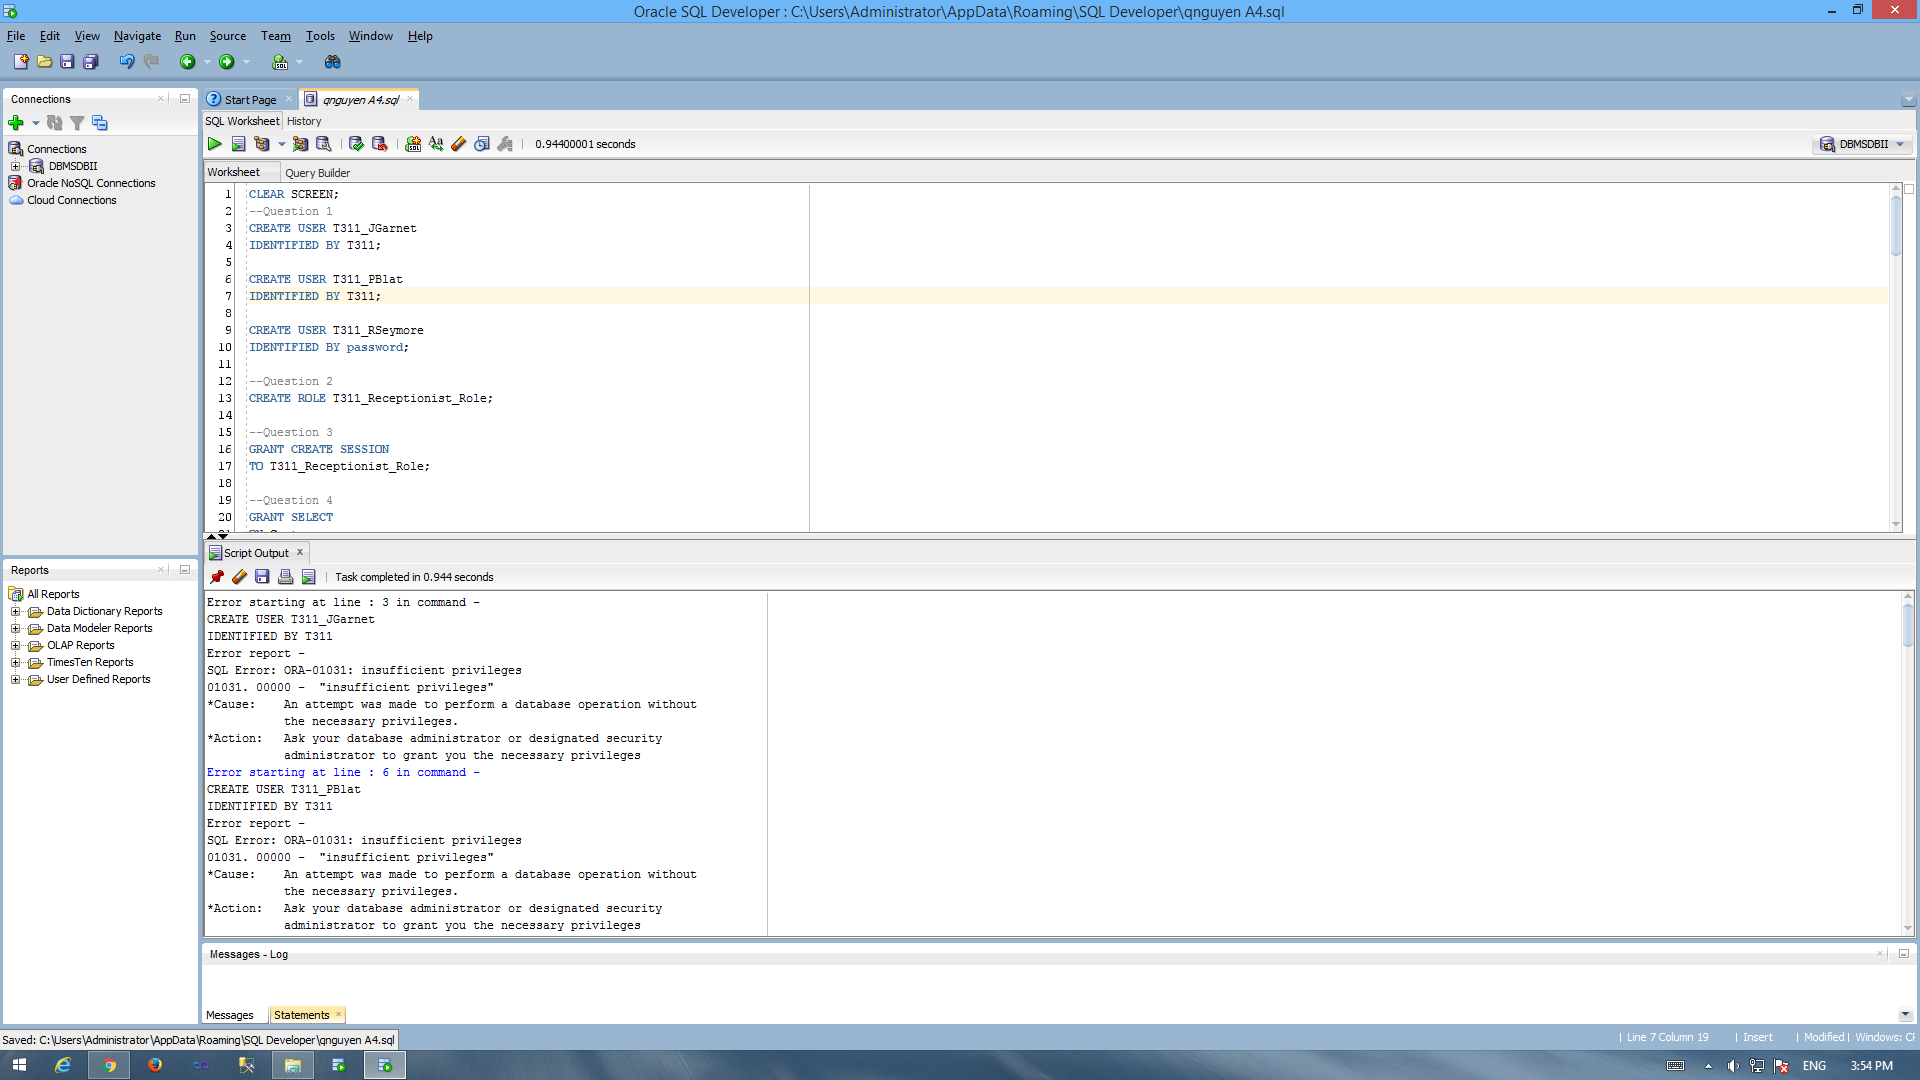 Oracle SQL Developer : C:\Users\Administrator\AppData\Roaming\SQL Developer\qnguyen A4.sql
File Edit View Navigate Run Source Team Tools Window Help
Connections
Connections
DBMSDBII
Oracle NoSQL Connections
Cloud Connections
Reports
All Reports
Data Dictionary Reports
Data Modeler Reports
OLAP Reports
TimesTen Reports
User Defined Reports
Start Page
qnguyen A4.sql
SQL Worksheet History
0.94400001 seconds
DBMSDBII
Worksheet Query Builder
1 CLEAR SCREEN;
2 --Question 1
3 CREATE USER T311_JGarnet
4 IDENTIFIED BY T311;
5
6 CREATE USER T311_PBlat
7 IDENTIFIED BY T311;
8
9 CREATE USER T311_RSeymore
10 IDENTIFIED BY password;
11
12 --Question 2
13 CREATE ROLE T311_Receptionist_Role;
14
15 --Question 3
16 GRANT CREATE SESSION
17 TO T311_Receptionist_Role;
18
19 --Question 4
20 GRANT SELECT
Script Output
Task completed in 0.944 seconds
Error starting at line : 3 in command -
CREATE USER T311_JGarnet
IDENTIFIED BY T311
Error report -
SQL Error: ORA-01031: insufficient privileges
01031. 00000 - "insufficient privileges"
*Cause: An attempt was made to perform a database operation without
the necessary privileges.
*Action: Ask your database administrator or designated security
administrator to grant you the necessary privileges
Error starting at line : 6 in command -
CREATE USER T311_PBlat
IDENTIFIED BY T311
Error report -
SQL Error: ORA-01031: insufficient privileges
01031. 00000 - "insufficient privileges"
*Cause: An attempt was made to perform a database operation without
the necessary privileges.
*Action: Ask your database administrator or designated security
administrator to grant you the necessary privileges
Messages - Log
Messages Statements
Saved: C:\Users\Administrator\AppData\Roaming\SQL Developer\qnguyen A4.sql
Line 7 Column 19 | Insert | Modified | Windows: CF
ENG 3:54 PM